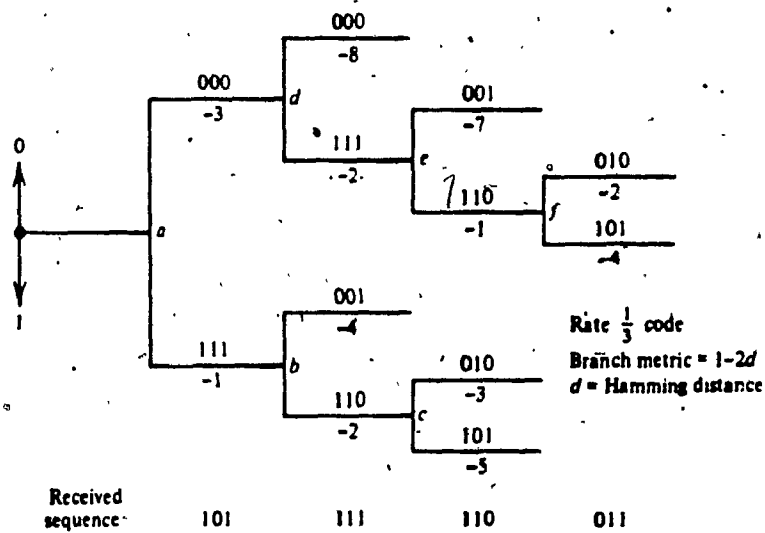 000
-8
000
-3
d
001
-7
111
-2
e
010
-2
110
-1
f
101
-4
0
a
1
001
-4
111
-1
b
010
-3
110
-2
c
101
-5
Rate 1/3 code
Branch metric = 1-2d
d = Hamming distance
Received
sequence
101
111
110
011